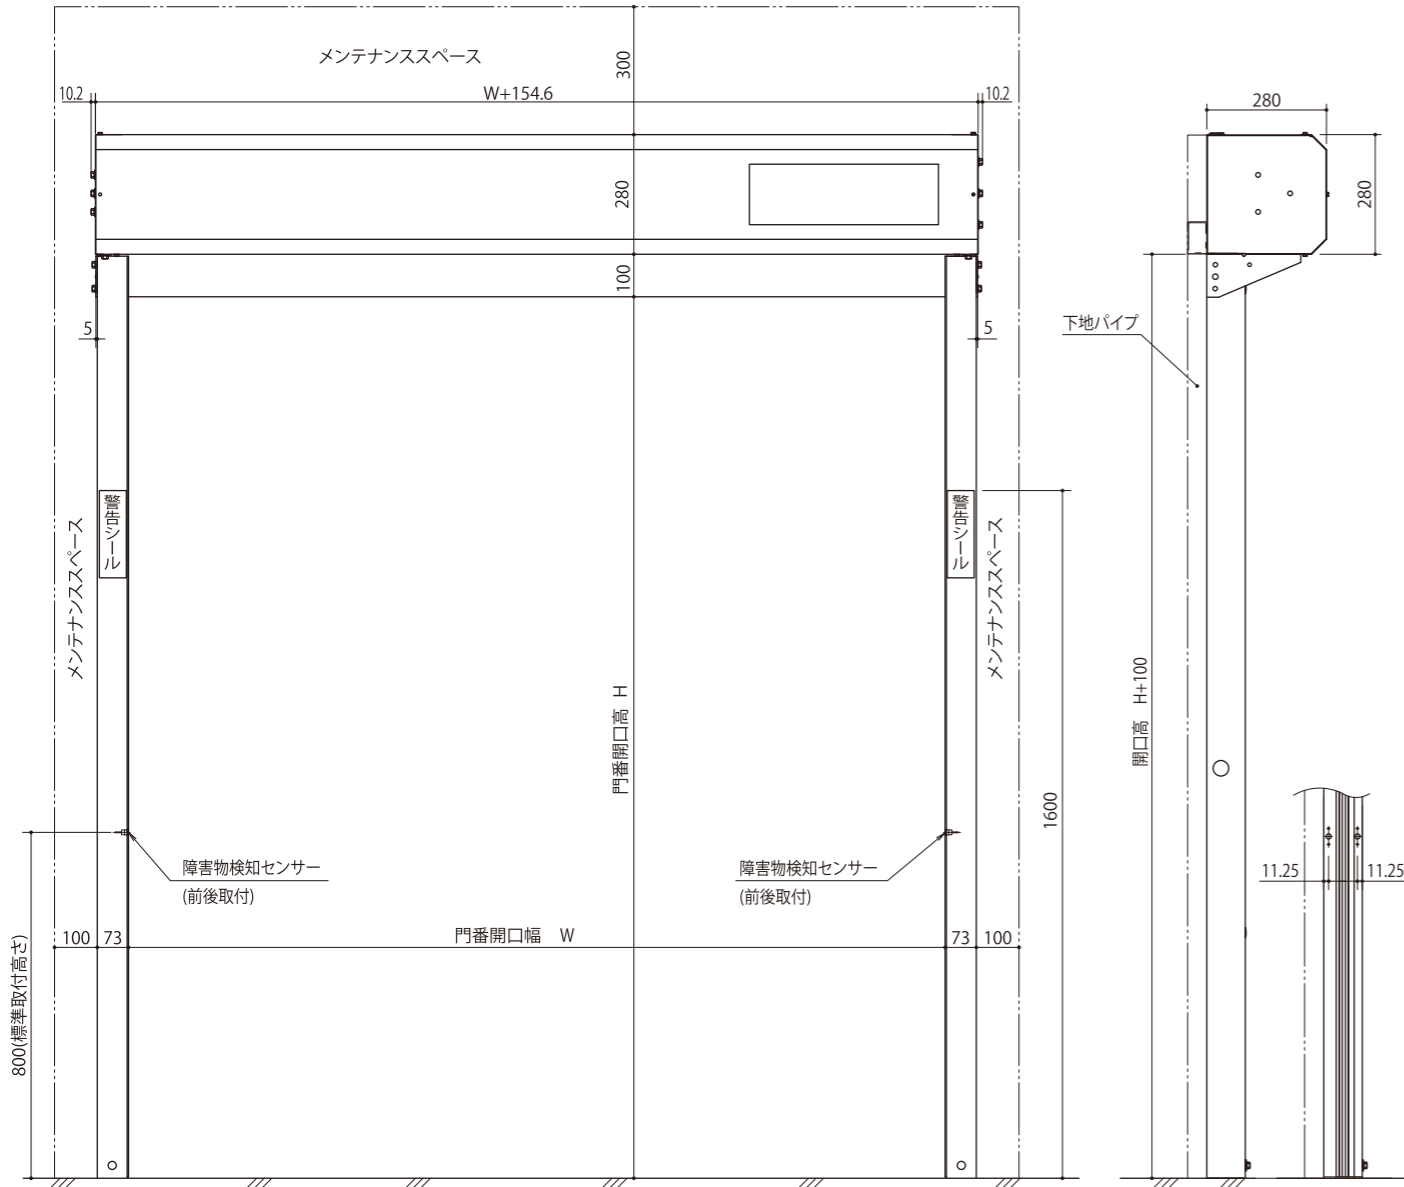 メンテナンススペース
300
10.2
W+154.6
10.2
280
280
280
100
5
5
下地パイプ
警告シール
警告シール
メンテナンススペース
メンテナンススペース
門番開口高 H
開口高 H+100
1600
障害物検知センサー
(前後取付)
障害物検知センサー
(前後取付)
11.25
11.25
100
73
門番開口幅 W
73
100
800(標準取付高さ)